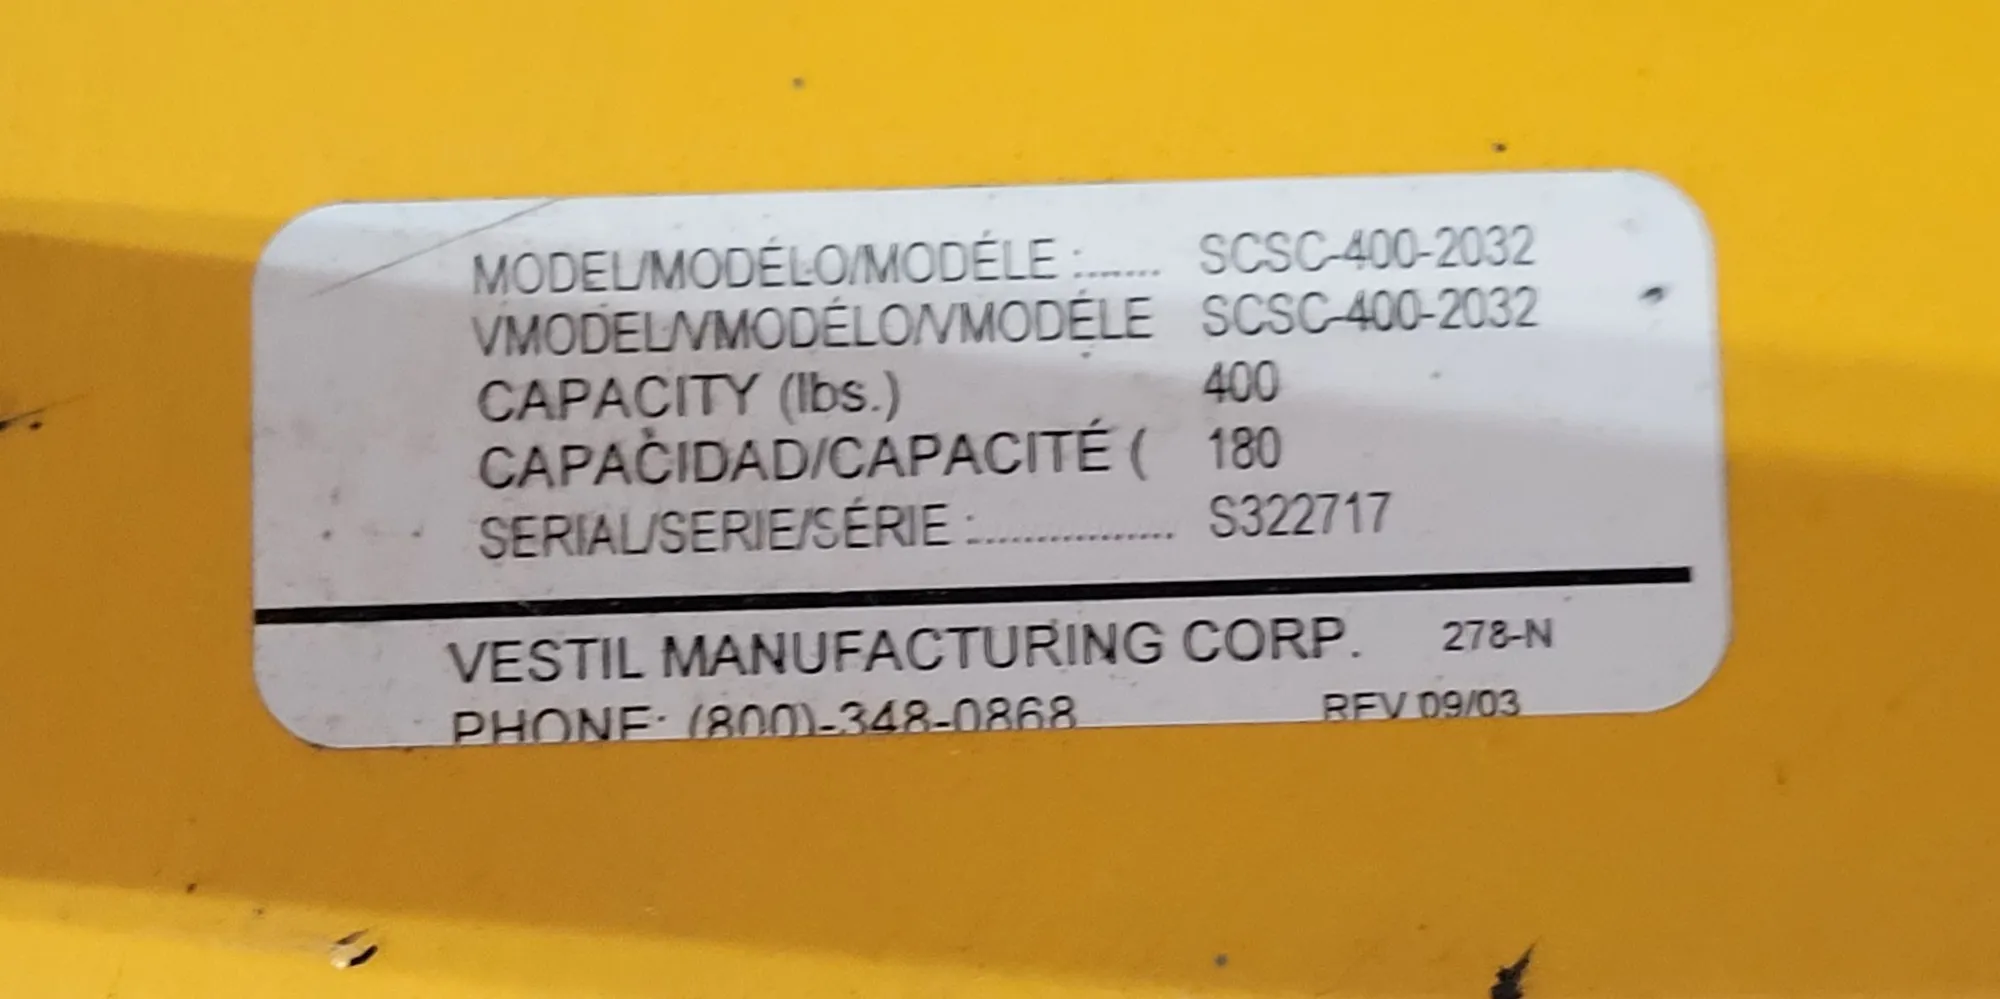 MODEL/MODÉLO/MODÉLE :....... SCSC-400-2032
VMODEL/VMODÉLO/VMODÉLE SCSC-400-2032
CAPACITY (lbs.) 400
CAPACIDAD/CAPACITÉ ( 180
SERIAL/SERIE/SÉRIE :................. S322717
VESTIL MANUFACTURING CORP. 278-N
PHONE: (800)-348-0868 REV 09/03